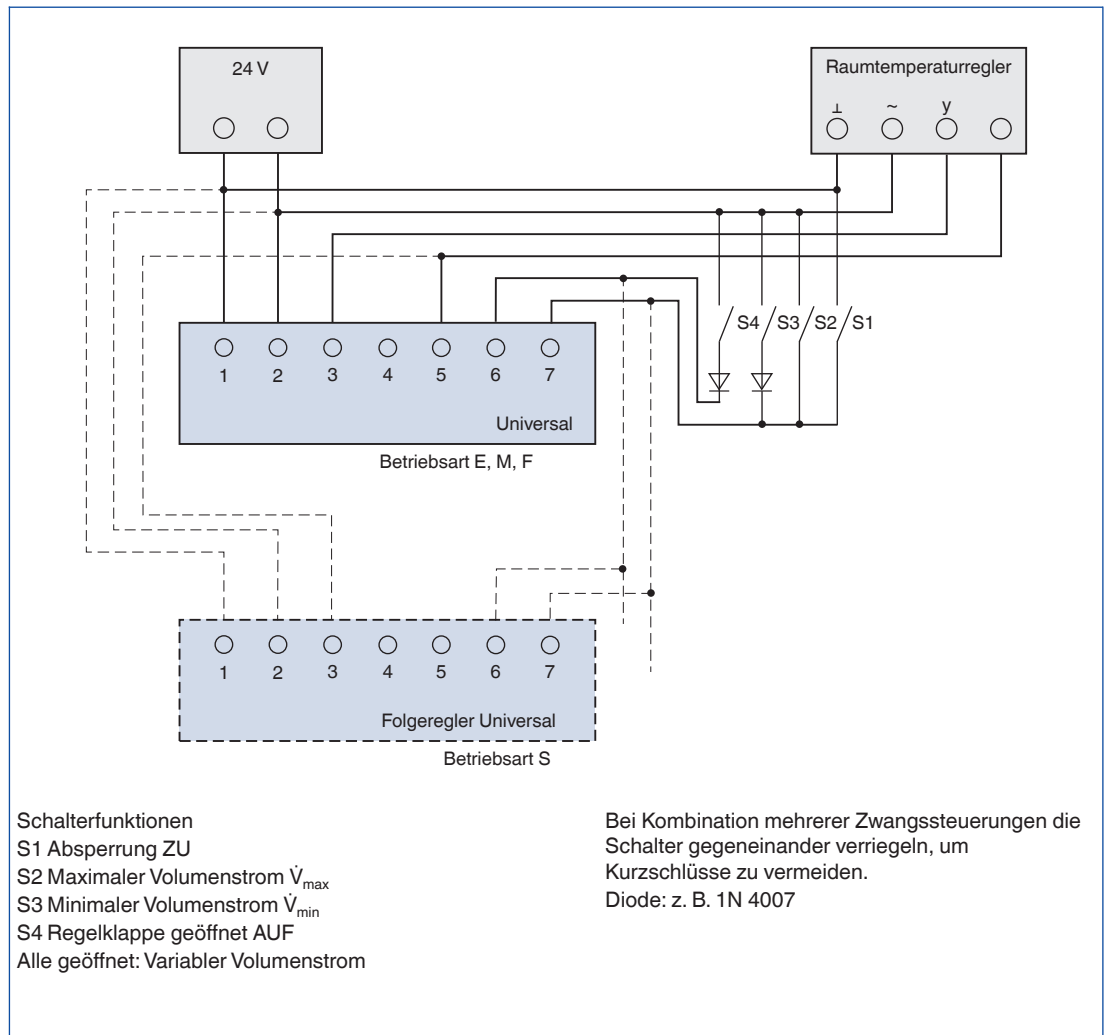 24 V
Raumtemperaturregler
⊥ ~ y
S4 S3 S2 S1
1 2 3 4 5 6 7
Universal
Betriebsart E, M, F
1 2 3 4 5 6 7
Folgeregler Universal
Betriebsart S
Schalterfunktionen
S1 Absperrung ZU
S2 Maximaler Volumenstrom V̇max
S3 Minimaler Volumenstrom V̇min
S4 Regelklappe geöffnet AUF
Alle geöffnet: Variabler Volumenstrom
Bei Kombination mehrerer Zwangssteuerungen die
Schalter gegeneinander verriegeln, um
Kurzschlüsse zu vermeiden.
Diode: z. B. 1N 4007